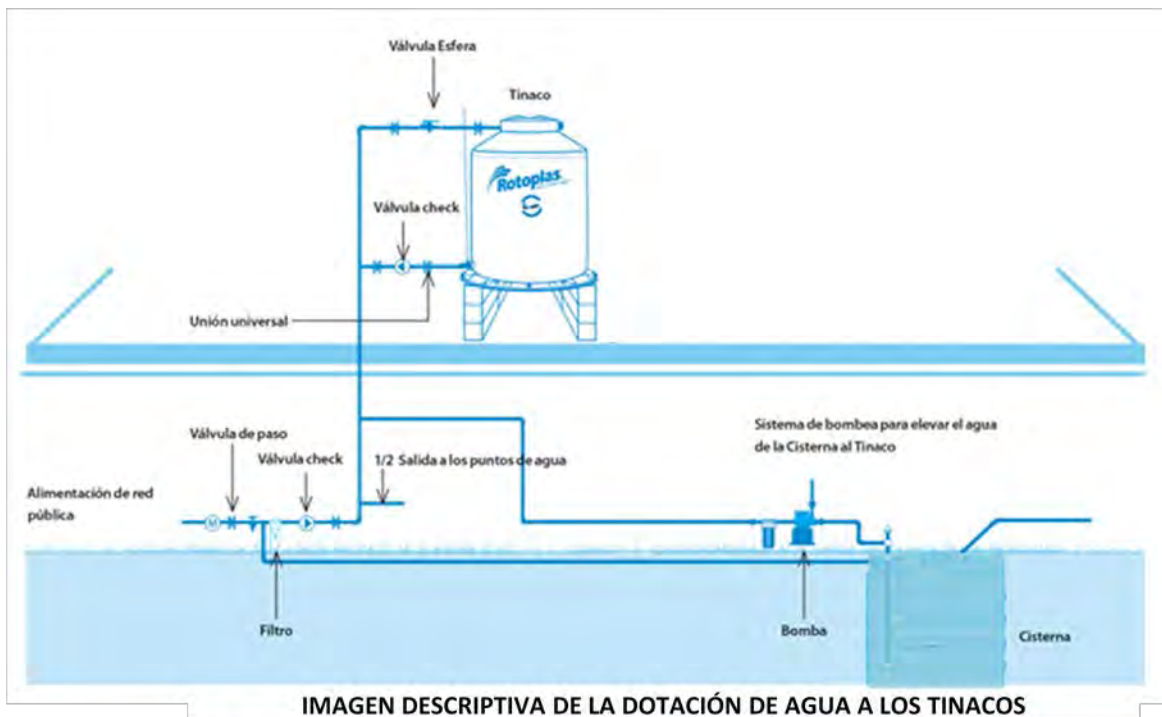 Válvula Esfera
Tinaco
Rotoplas
Válvula check
Unión universal
Sistema de bombea para elevar el agua
de la Cisterna al Tinaco
Válvula de paso
Válvula check
1/2 Salida a los puntos de agua
Alimentación de red
pública
M
Filtro
Bomba
Cisterna
IMAGEN DESCRIPTIVA DE LA DOTACIÓN DE AGUA A LOS TINACOS